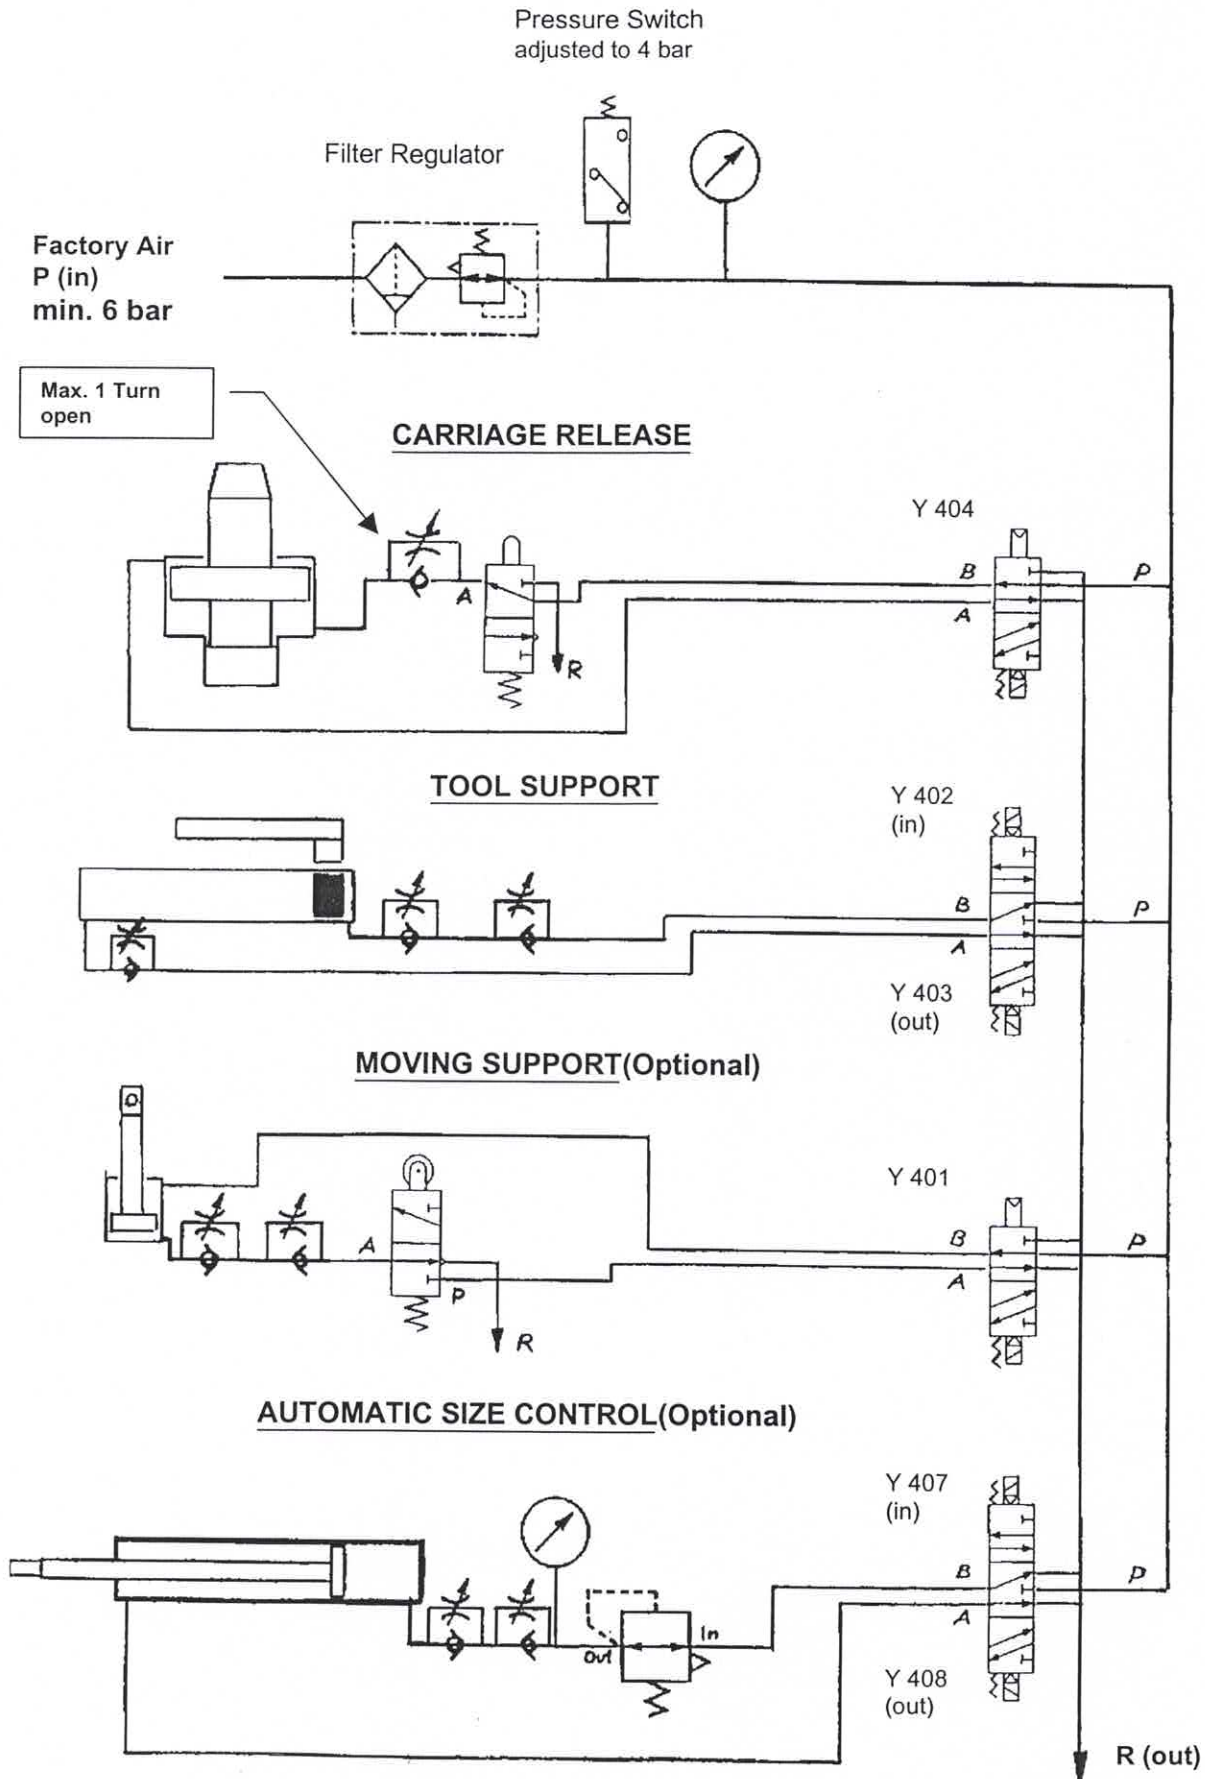 Pressure Switch
adjusted to 4 bar
Filter Regulator
Factory Air
P (in)
min. 6 bar
Max. 1 Turn
open
CARRIAGE RELEASE
Y 404
A
R
B
A
P
TOOL SUPPORT
Y 402
(in)
B
A
P
Y 403
(out)
MOVING SUPPORT(Optional)
Y 401
A
P
R
B
A
P
AUTOMATIC SIZE CONTROL(Optional)
Y 407
(in)
Out
In
B
A
P
Y 408
(out)
R (out)